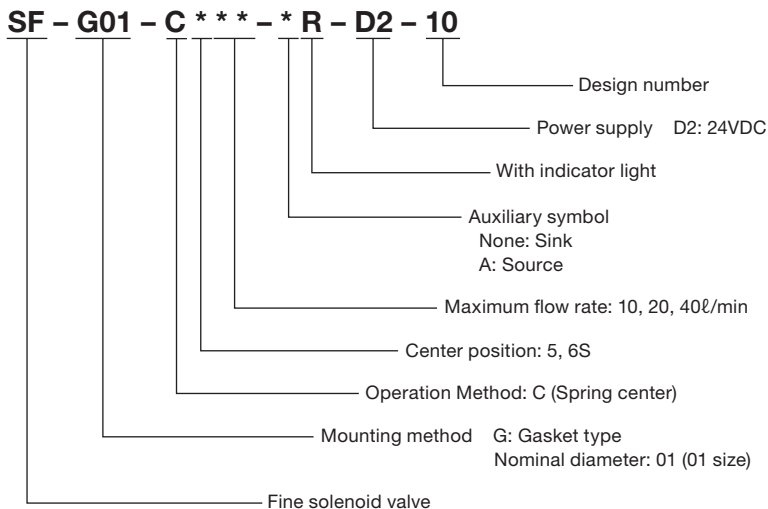 SF – G01 – C * * * – * R – D2 – 10
Design number
Power supply D2: 24VDC
With indicator light
Auxiliary symbol
None: Sink
A: Source
Maximum flow rate: 10, 20, 40ℓ/min
Center position: 5, 6S
Operation Method: C (Spring center)
Mounting method G: Gasket type
Nominal diameter: 01 (01 size)
Fine solenoid valve